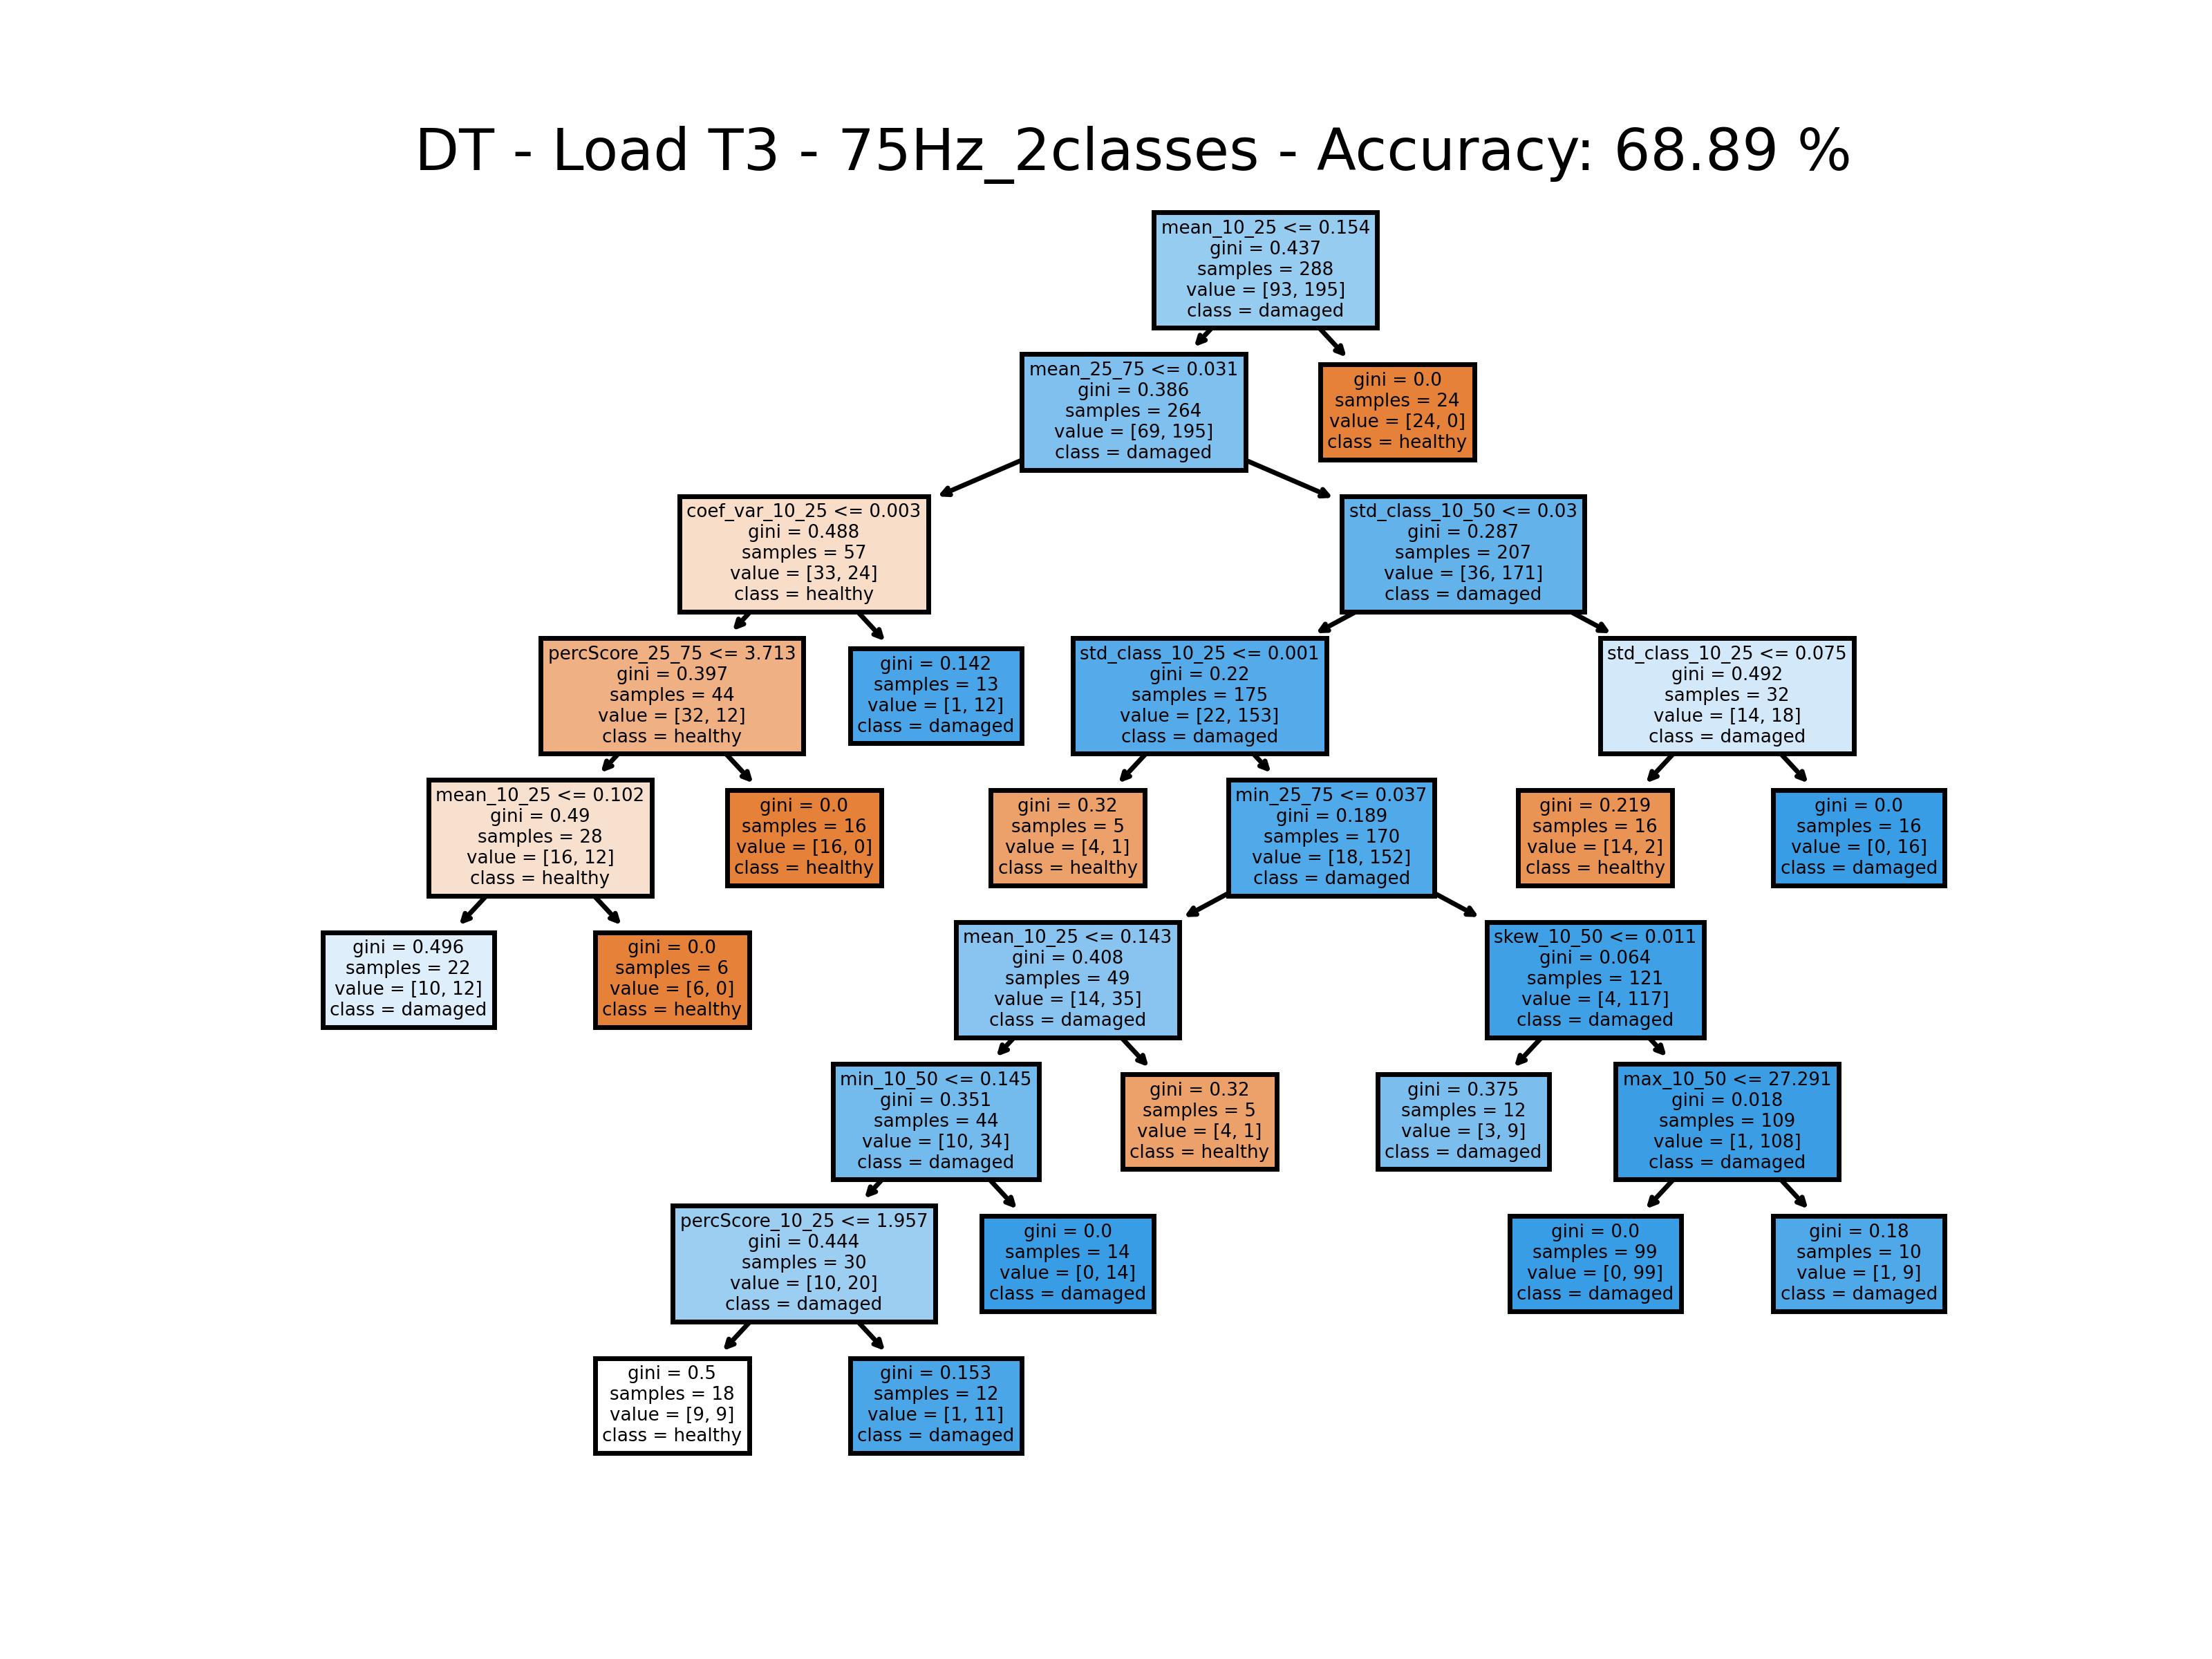 DT - Load T3 - 75Hz_2classes - Accuracy: 68.89 %
mean_10_25 <= 0.154
gini = 0.437
samples = 288
value = [93, 195]
class = damaged
mean_25_75 <= 0.031
gini = 0.386
samples = 264
value = [69, 195]
class = damaged
gini = 0.0
samples = 24
value = [24, 0]
class = healthy
coef_var_10_25 <= 0.003
gini = 0.488
samples = 57
value = [33, 24]
class = healthy
std_class_10_50 <= 0.03
gini = 0.287
samples = 207
value = [36, 171]
class = damaged
percScore_25_75 <= 3.713
gini = 0.397
samples = 44
value = [32, 12]
class = healthy
gini = 0.142
samples = 13
value = [1, 12]
class = damaged
std_class_10_25 <= 0.001
gini = 0.22
samples = 175
value = [22, 153]
class = damaged
std_class_10_25 <= 0.075
gini = 0.492
samples = 32
value = [14, 18]
class = damaged
mean_10_25 <= 0.102
gini = 0.49
samples = 28
value = [16, 12]
class = healthy
gini = 0.0
samples = 16
value = [16, 0]
class = healthy
gini = 0.32
samples = 5
value = [4, 1]
class = healthy
min_25_75 <= 0.037
gini = 0.189
samples = 170
value = [18, 152]
class = damaged
gini = 0.219
samples = 16
value = [14, 2]
class = healthy
gini = 0.0
samples = 16
value = [0, 16]
class = damaged
gini = 0.496
samples = 22
value = [10, 12]
class = damaged
gini = 0.0
samples = 6
value = [6, 0]
class = healthy
mean_10_25 <= 0.143
gini = 0.408
samples = 49
value = [14, 35]
class = damaged
skew_10_50 <= 0.011
gini = 0.064
samples = 121
value = [4, 117]
class = damaged
min_10_50 <= 0.145
gini = 0.351
samples = 44
value = [10, 34]
class = damaged
gini = 0.32
samples = 5
value = [4, 1]
class = healthy
gini = 0.375
samples = 12
value = [3, 9]
class = damaged
max_10_50 <= 27.291
gini = 0.018
samples = 109
value = [1, 108]
class = damaged
percScore_10_25 <= 1.957
gini = 0.444
samples = 30
value = [10, 20]
class = damaged
gini = 0.0
samples = 14
value = [0, 14]
class = damaged
gini = 0.0
samples = 99
value = [0, 99]
class = damaged
gini = 0.18
samples = 10
value = [1, 9]
class = damaged
gini = 0.5
samples = 18
value = [9, 9]
class = healthy
gini = 0.153
samples = 12
value = [1, 11]
class = damaged